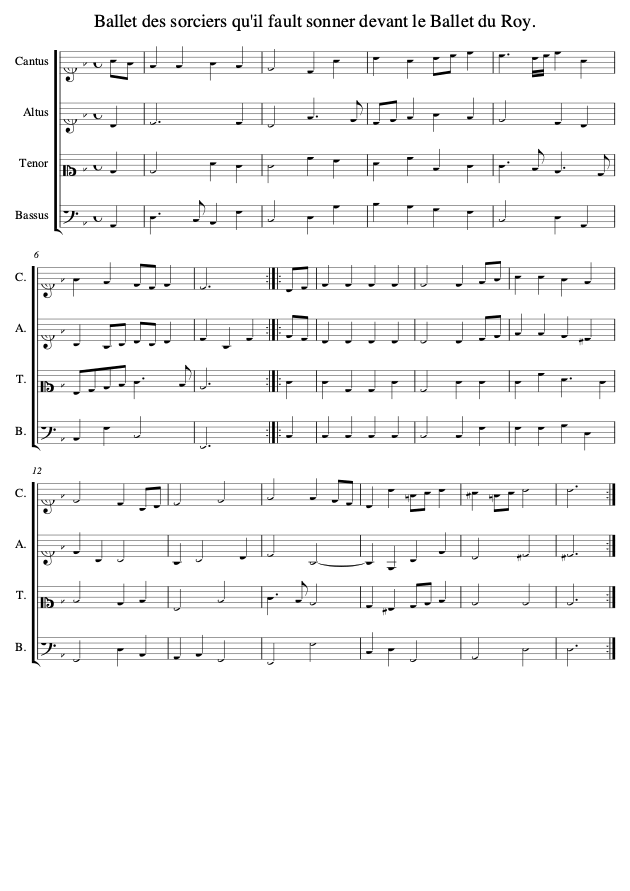 Ballet des sorciers qu'il fault sonner devant le Ballet du Roy.
Cantus
Altus
Tenor
Bassus
6
C.
A.
T.
B.
12
C.
A.
T.
B.